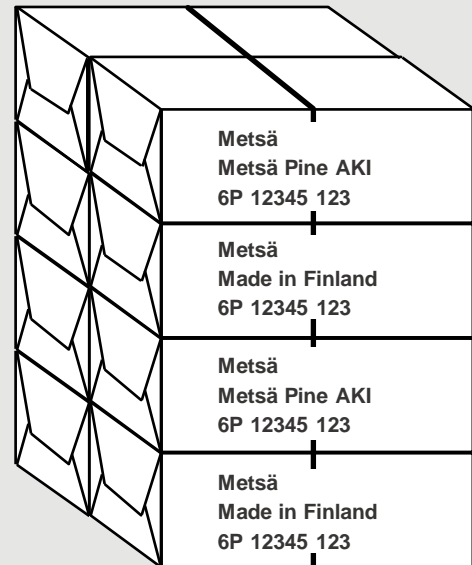 Metsä
Metsä Pine AKI
6P 12345 123
Metsä
Made in Finland
6P 12345 123
Metsä
Metsä Pine AKI
6P 12345 123
Metsä
Made in Finland
6P 12345 123